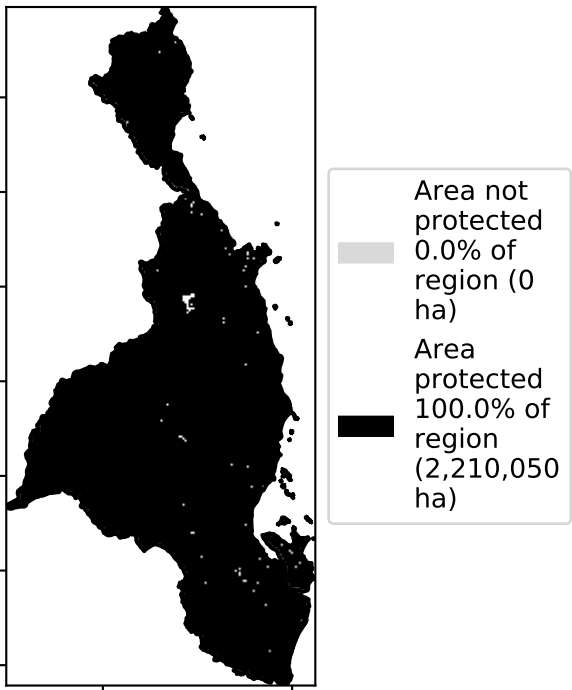 Area not
protected
0.0% of
region (0
ha)
Area
protected
100.0% of
region
(2,210,050
ha)